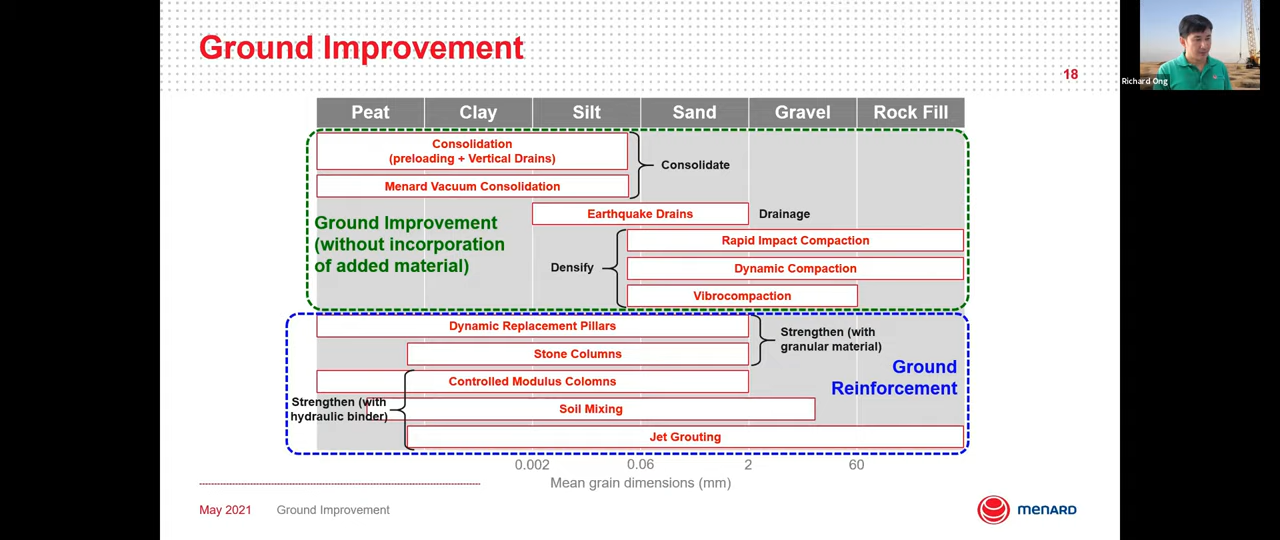 Ground Improvement
18
Richard Ong
Peat Clay Silt Sand Gravel Rock Fill
Consolidation
(preloading + Vertical Drains)
Consolidate
Menard Vacuum Consolidation
Earthquake Drains Drainage
Ground Improvement
(without incorporation
of added material)
Rapid Impact Compaction
Densify
Dynamic Compaction
Vibrocompaction
Dynamic Replacement Pillars
Strengthen (with
granular material)
Stone Columns
Ground
Reinforcement
Controlled Modulus Colomns
Strengthen (with
hydraulic binder)
Soil Mixing
Jet Grouting
0.002 0.06 2 60
Mean grain dimensions (mm)
May 2021 Ground Improvement
MENARD